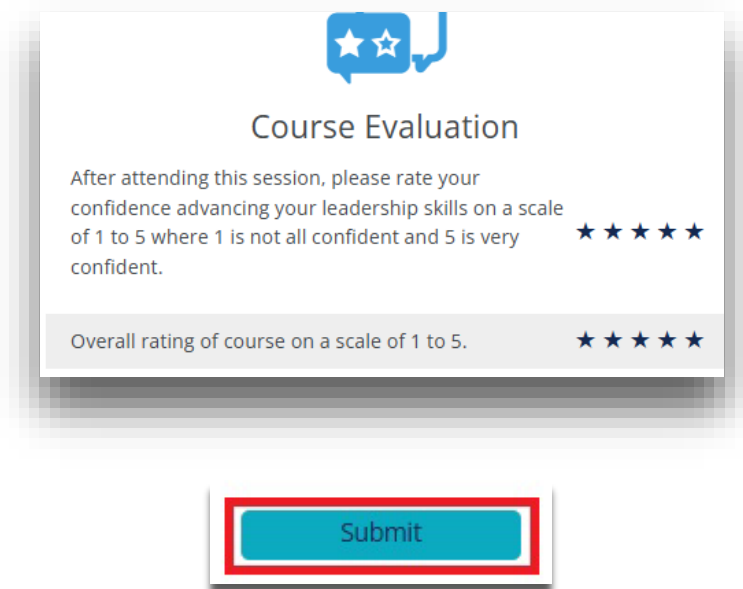 Course Evaluation
After attending this session, please rate your
confidence advancing your leadership skills on a scale
of 1 to 5 where 1 is not all confident and 5 is very
confident.
★ ★ ★ ★ ★
Overall rating of course on a scale of 1 to 5.
★ ★ ★ ★ ★
Submit